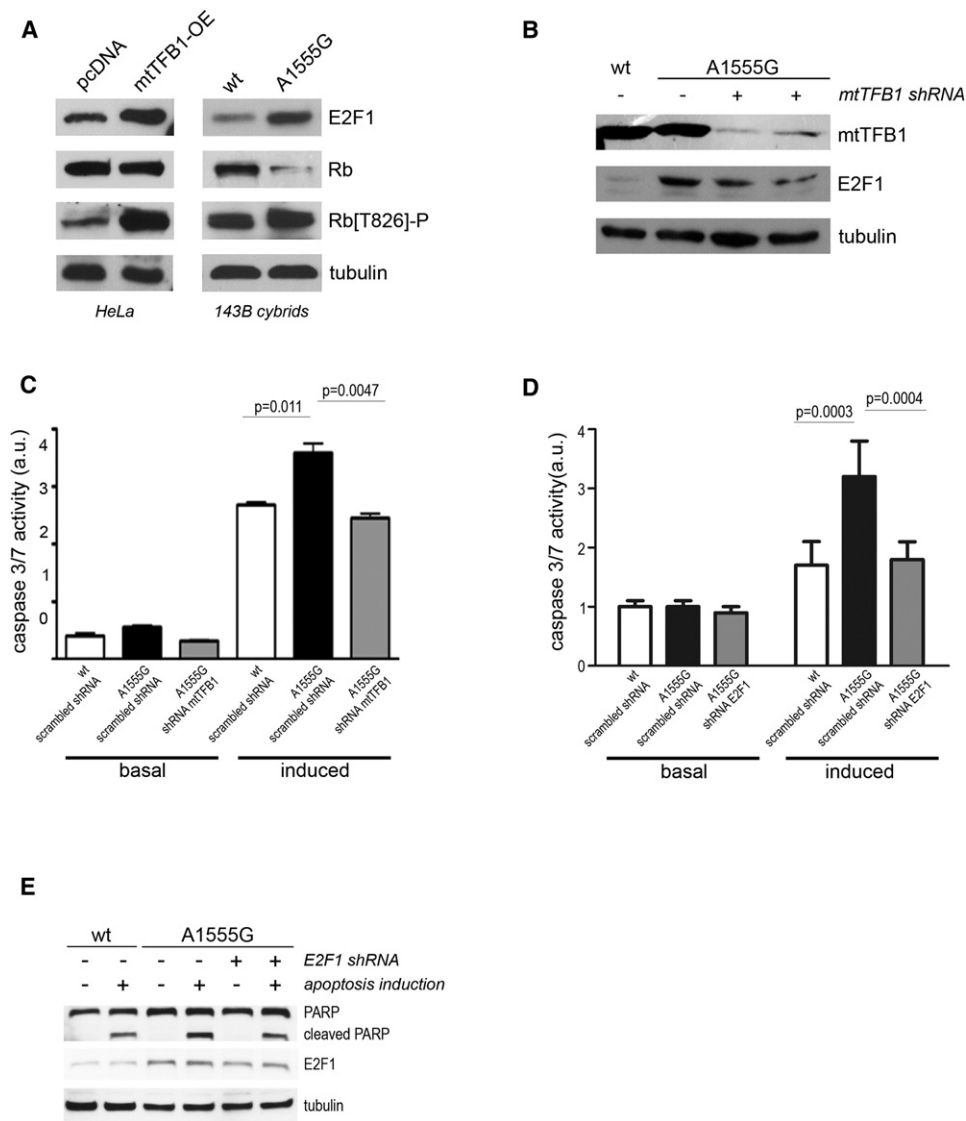 A
pcDNA
mtTFB1-OE
wt
A1555G
E2F1
Rb
Rb[T826]-P
tubulin
HeLa
143B cybrids
B
wt
A1555G
- - + + mtTFB1 shRNA
mtTFB1
E2F1
tubulin
C
p=0.011
p=0.0047
caspase 3/7 activity (a.u.)
4
3
2
1
0
wt
scrambled shRNA
A1555G
scrambled shRNA
A1555G
shRNA mtTFB1
wt
scrambled shRNA
A1555G
scrambled shRNA
A1555G
shRNA mtTFB1
basal
induced
D
p=0.0003
p=0.0004
caspase 3/7 activity(a.u.)
4
3
2
1
0
wt
scrambled shRNA
A1555G
scrambled shRNA
A1555G
shRNA E2F1
wt
scrambled shRNA
A1555G
scrambled shRNA
A1555G
shRNA E2F1
basal
induced
E
wt
A1555G
- - - - + + E2F1 shRNA
- + - + - + apoptosis induction
PARP
cleaved PARP
E2F1
tubulin